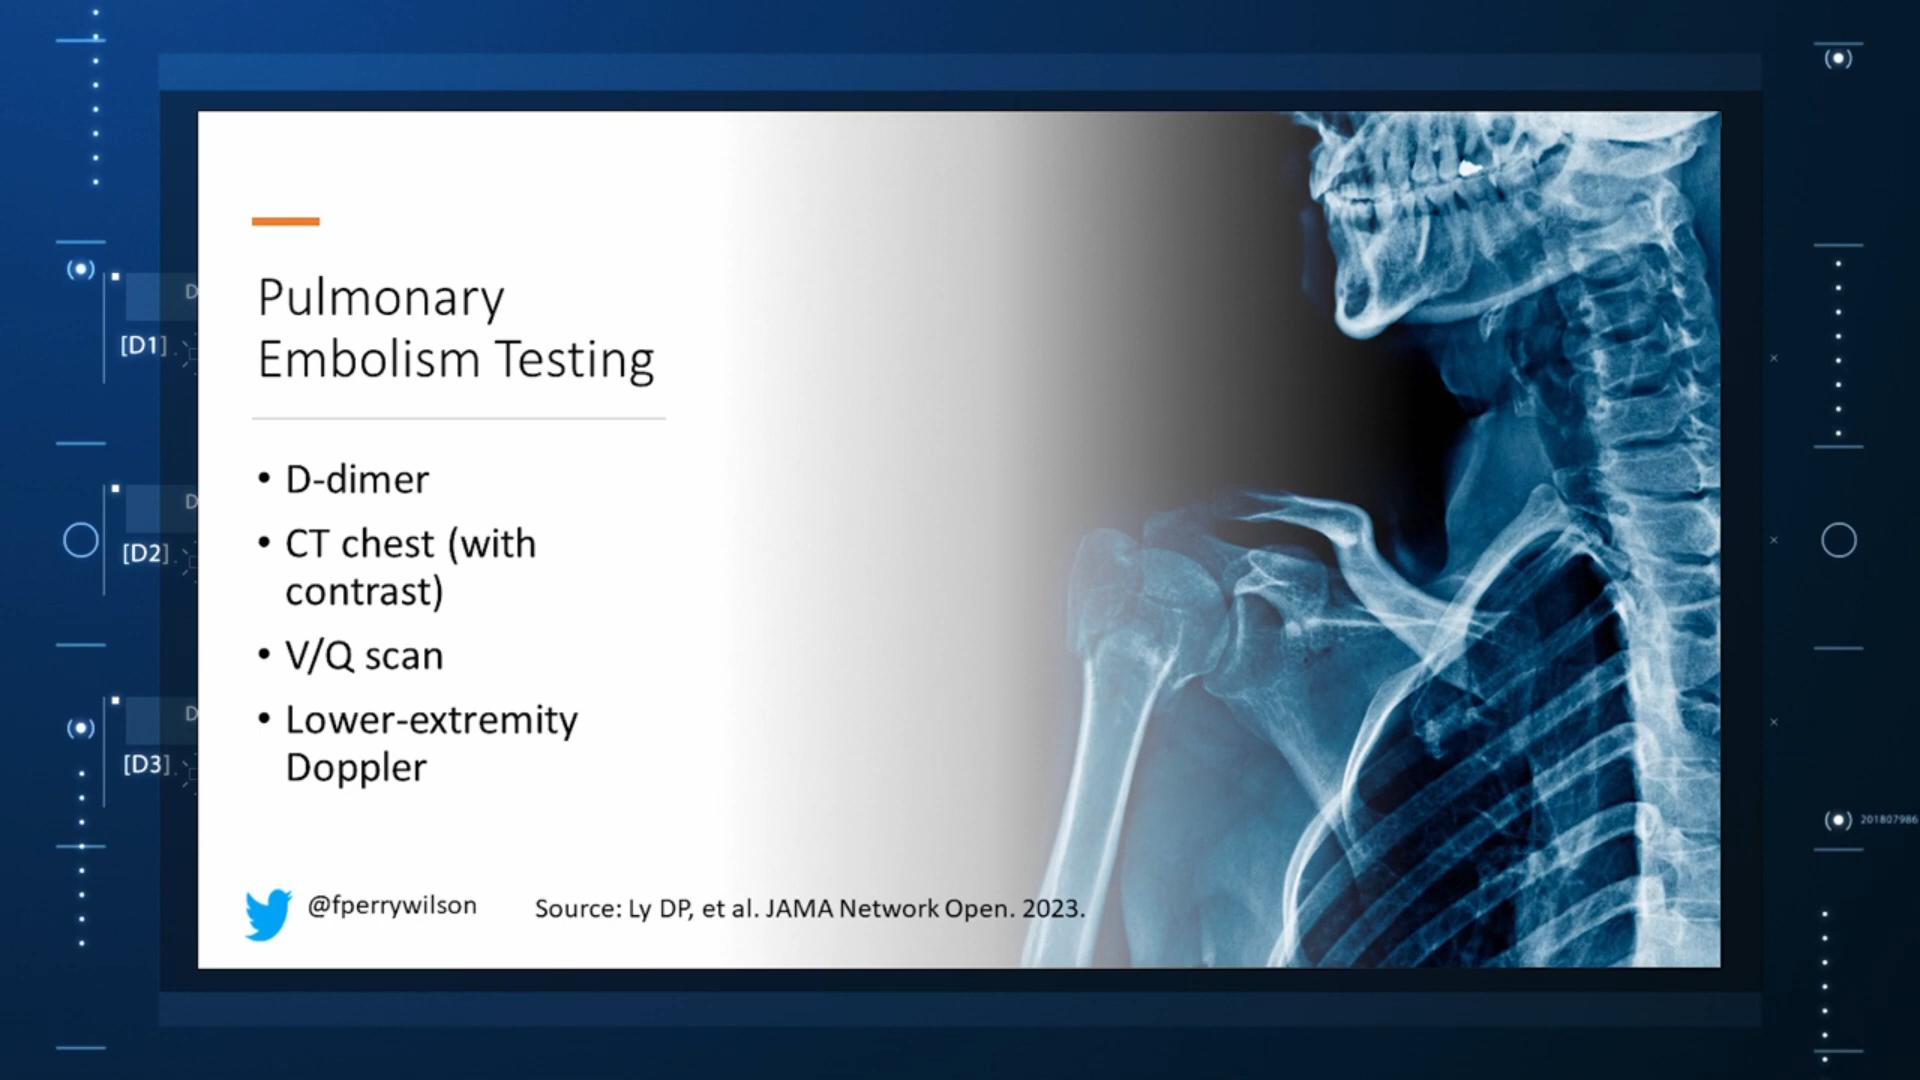 Pulmonary
Embolism Testing
• D-dimer
• CT chest (with
contrast)
• V/Q scan
• Lower-extremity
Doppler
@fperrywilson
Source: Ly DP, et al. JAMA Network Open. 2023.
D
[D1]
D
[D2]
D
[D3]
201807986